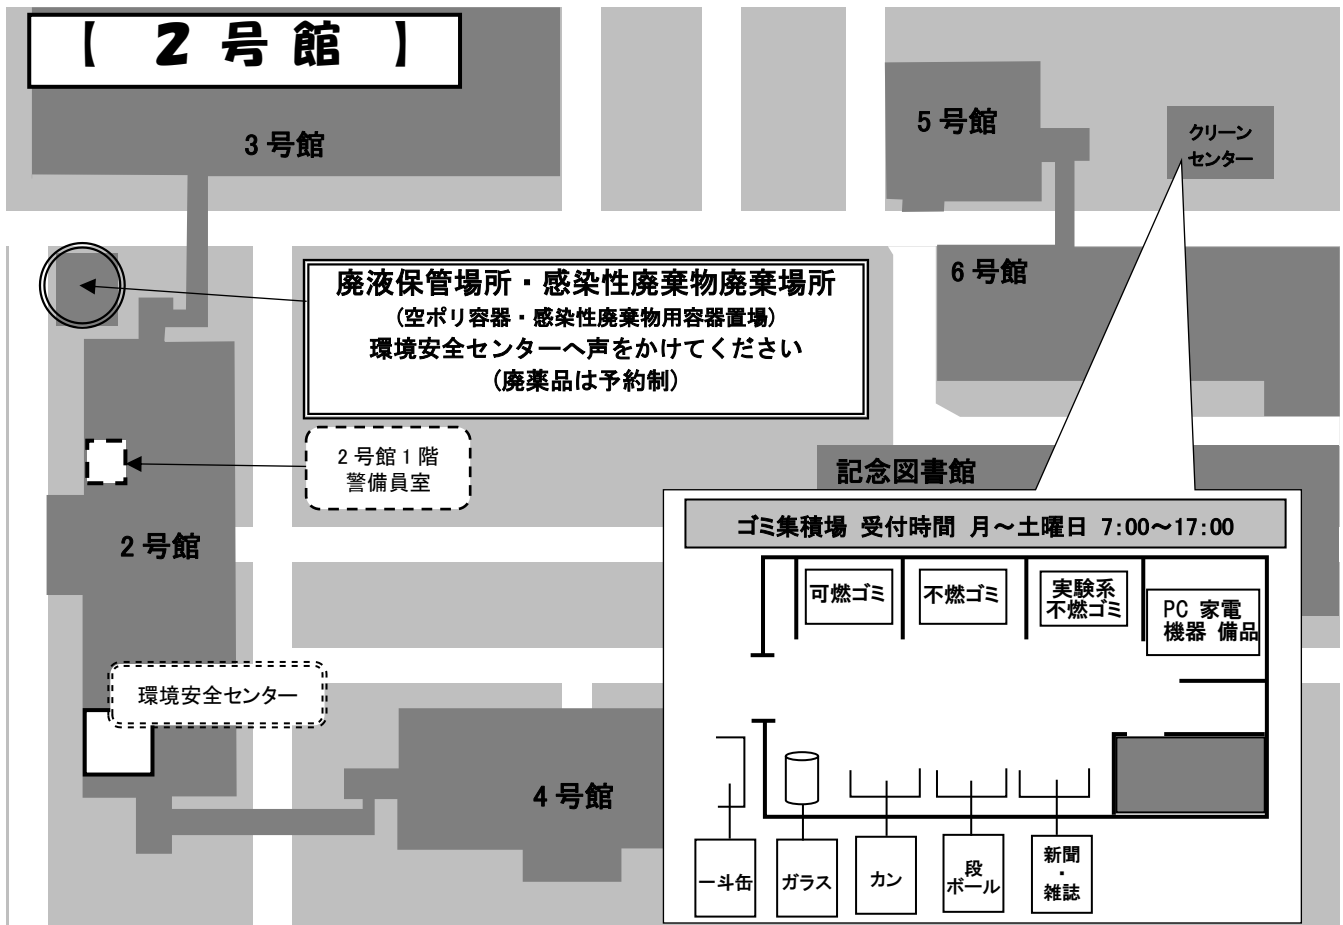 【 2号館 】
3号館
5号館
クリーン
センター
廃液保管場所・感染性廃棄物廃棄場所
(空ポリ容器・感染性廃棄物用容器置場)
環境安全センターへ声をかけてください
(廃薬品は予約制)
6号館
2号館1階
警備員室
記念図書館
2号館
ゴミ集積場 受付時間 月～土曜日 7:00～17:00
可燃ゴミ
不燃ゴミ
実験系
不燃ゴミ
PC 家電
機器 備品
環境安全センター
4号館
一斗缶
ガラス
カン
段
ボール
新聞
・
雑誌